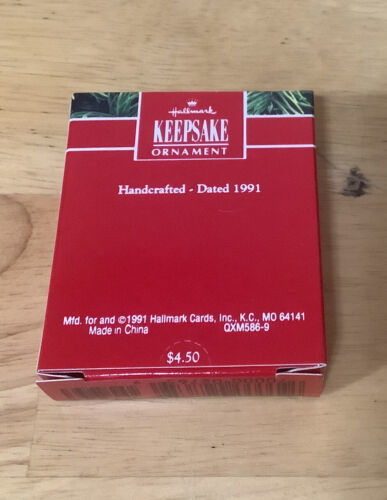 Hallmark
KEEPSAKE
ORNAMENT
Handcrafted - Dated 1991
Mfd. for and ©1991 Hallmark Cards, Inc., K.C., MO 64141
Made in China QXM586-9
$4.50